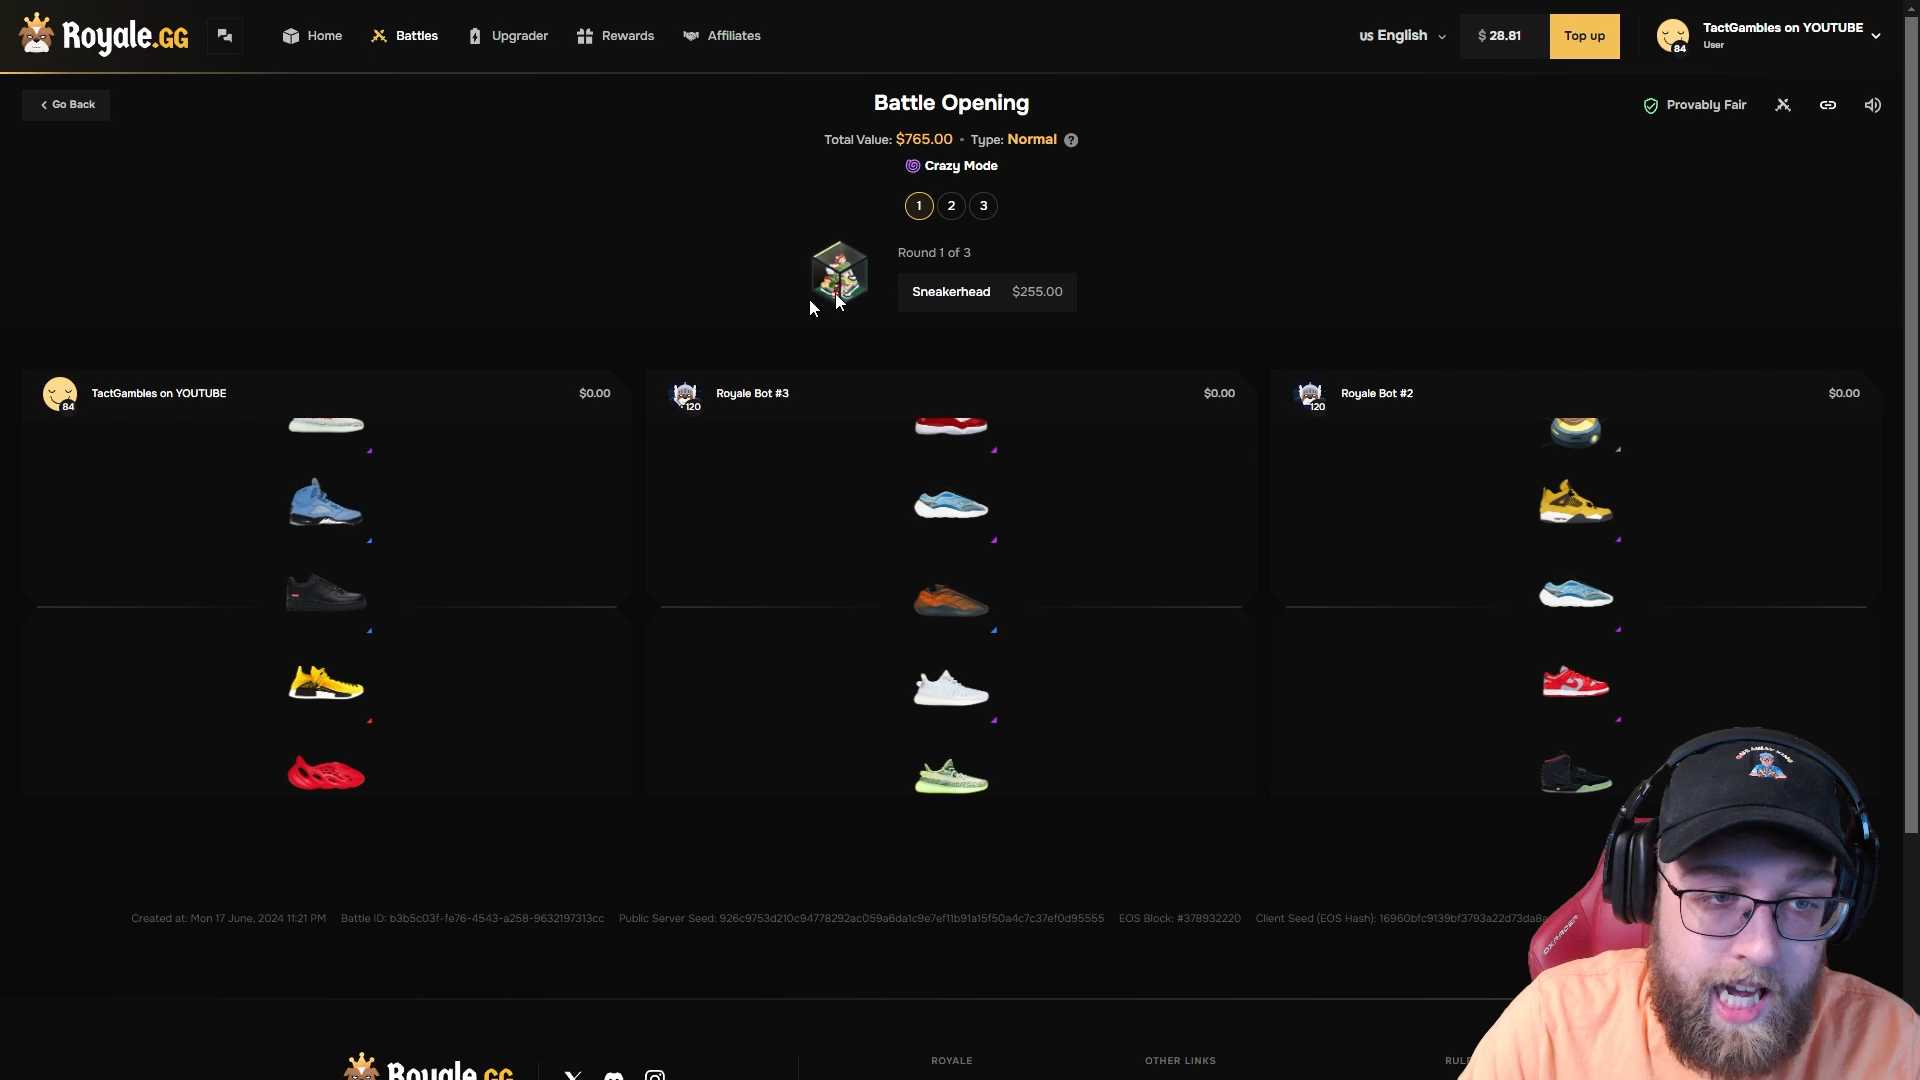 Royale.GG
Home
Battles
Upgrader
Rewards
Affiliates
us English
$ 28.81
Top up
84
TactGambles on YOUTUBE
User
Go Back
Battle Opening
Provably Fair
Total Value: $765.00 • Type: Normal ?
Crazy Mode
1 2 3
Round 1 of 3
Sneakerhead $255.00
84 TactGambles on YOUTUBE $0.00
120 Royale Bot #3 $0.00
120 Royale Bot #2 $0.00
Created at: Mon 17 June, 2024 11:21 PM Battle ID: b3b5c03f-fe76-4543-a258-9632197313cc Public Server Seed: 926c9753d210c94778292ac059a6da1c9e7ef11b91a15f50a4c7c37ef0d95555 EOS Block: #378932220 Client Seed (EOS Hash): 16960bfc9139bf3793a22d73da8a
DXRACER
Royale.GG
ROYALE
OTHER LINKS
RULE